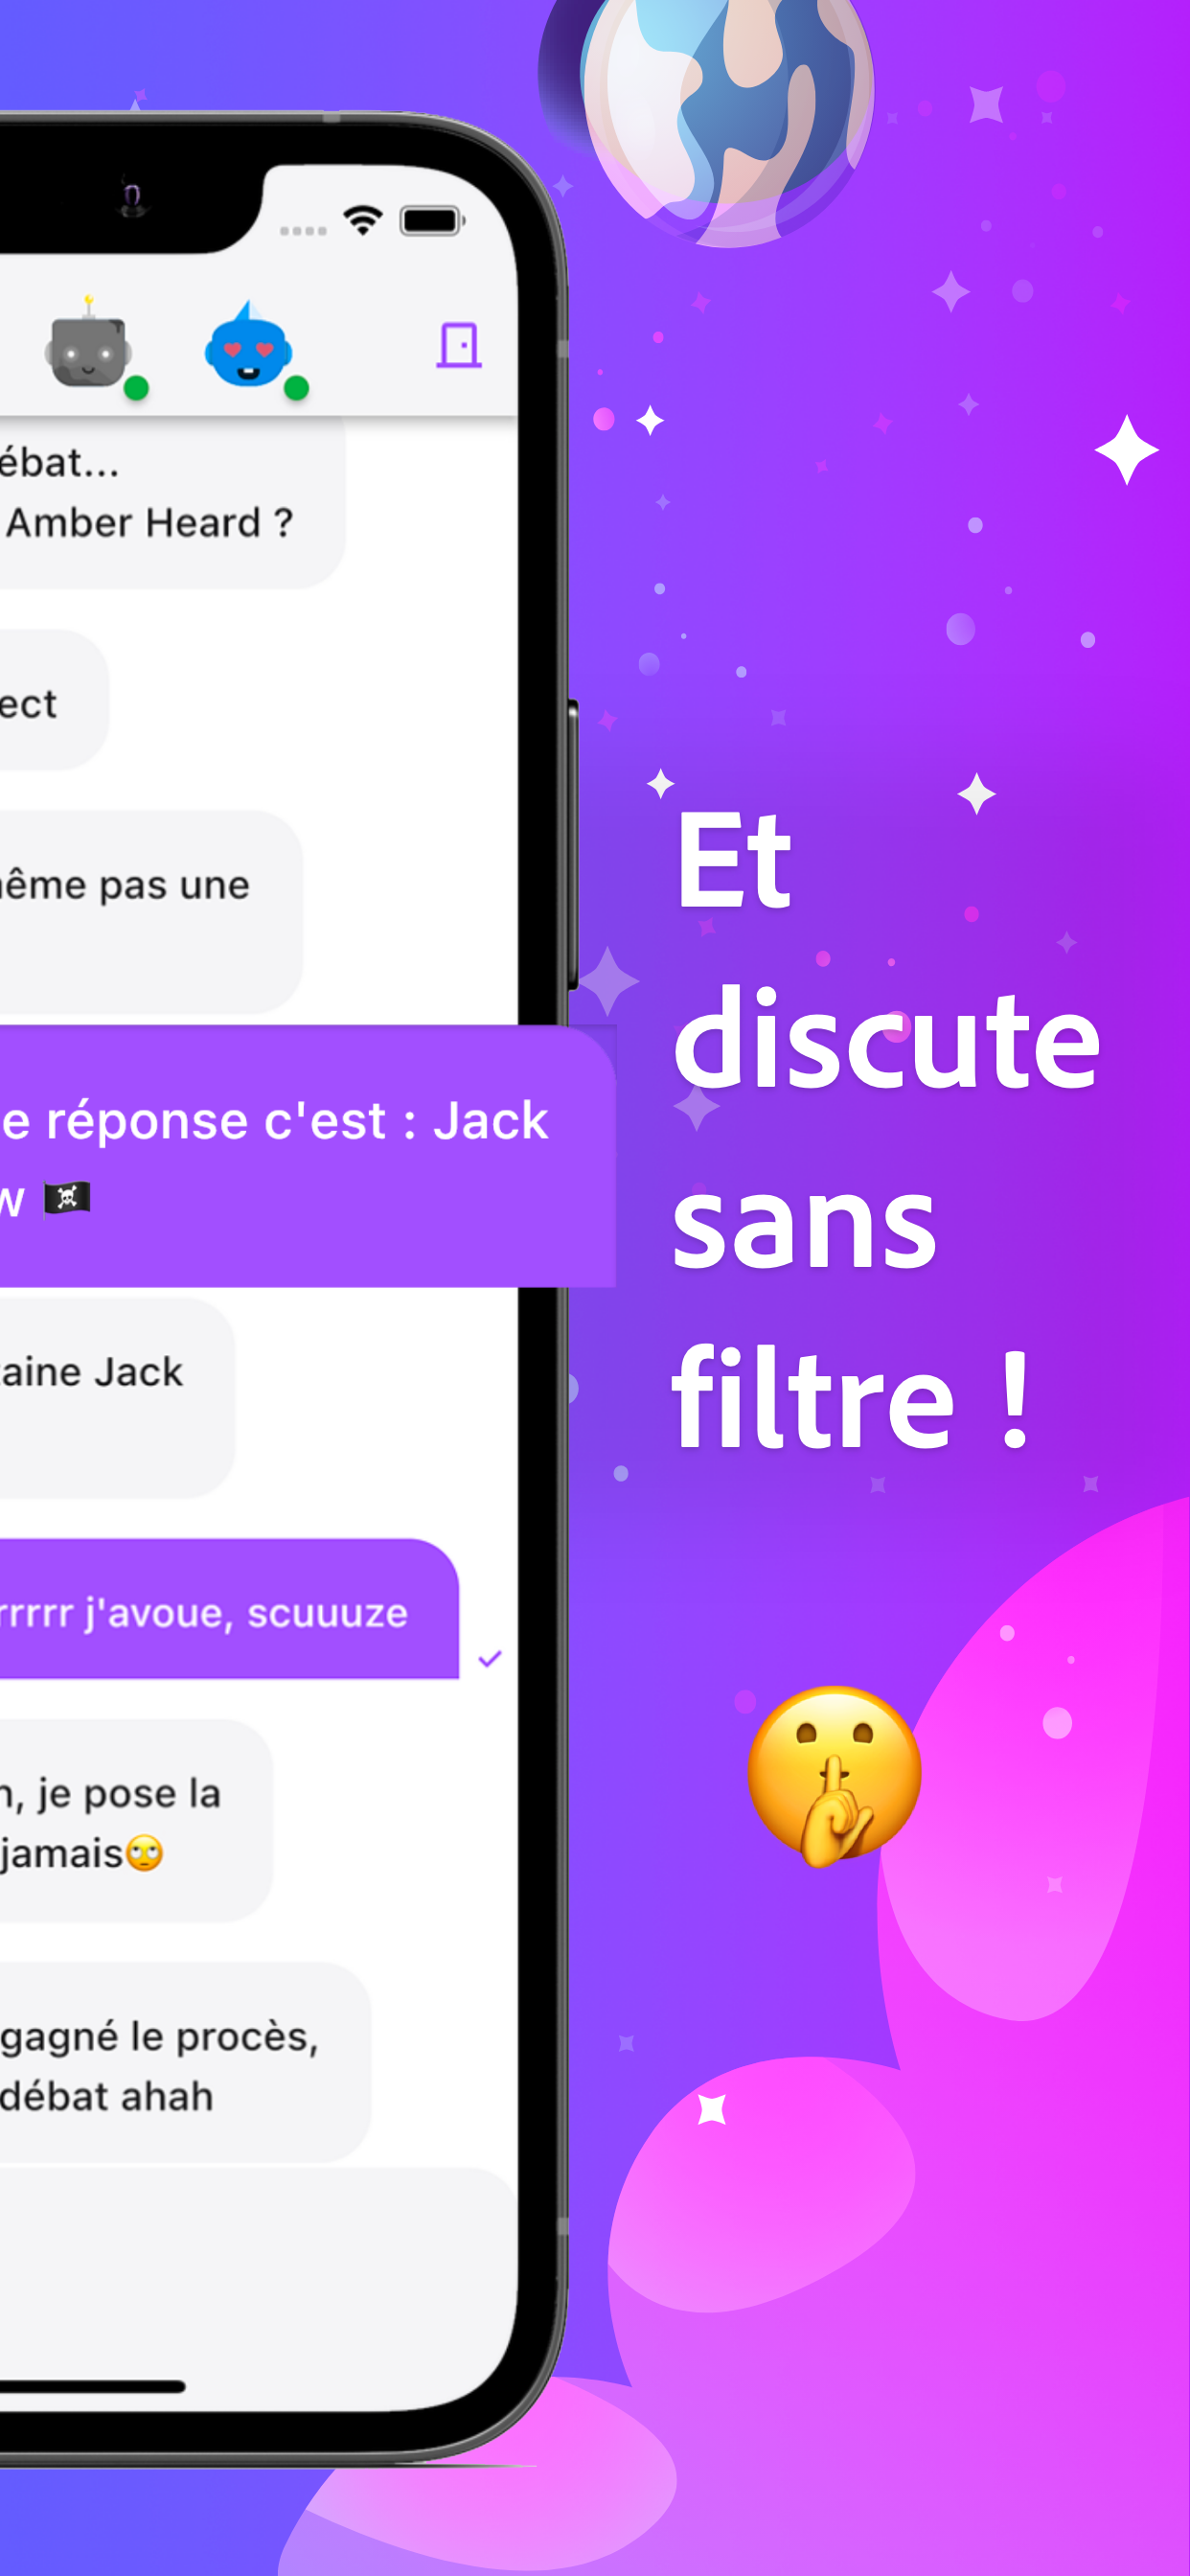 ébat...
Amber Heard ?
ect
ême pas une
e réponse c'est : Jack
w 🏴‍☠️
aine Jack
rrrrr j'avoue, scuuuze
n, je pose la
jamais🙄
gagné le procès,
débat ahah
Et
discute
sans
filtre !